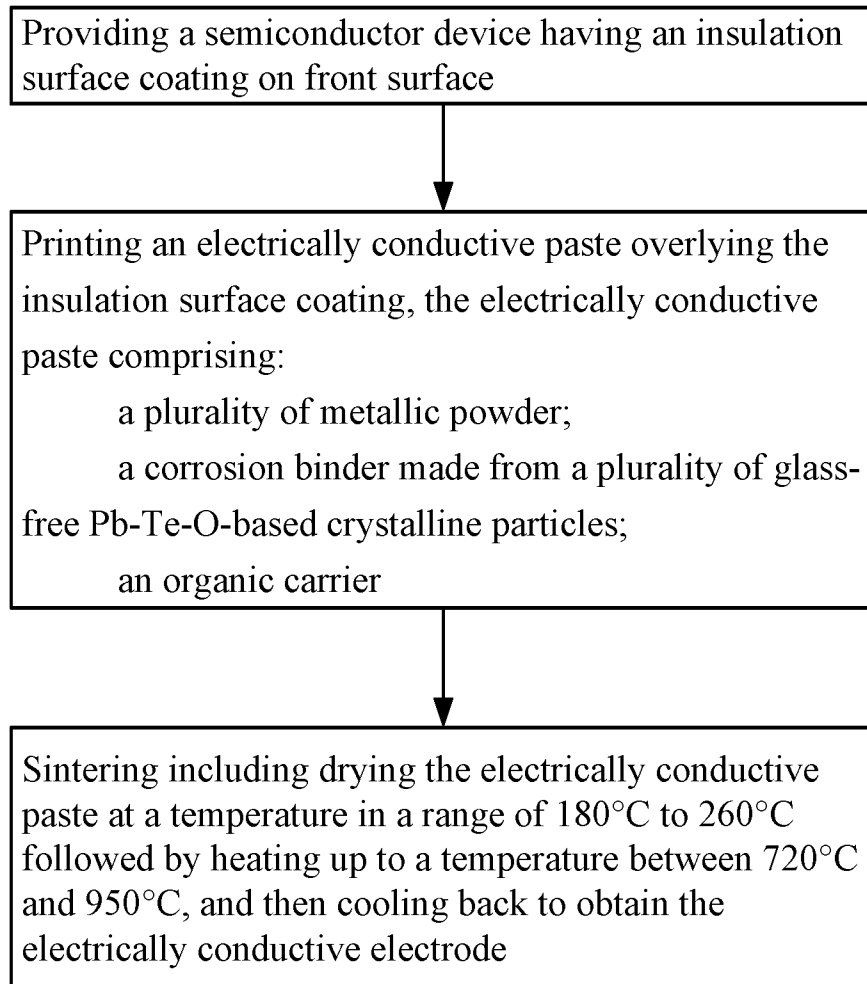 Providing a semiconductor device having an insulation
surface coating on front surface
Printing an electrically conductive paste overlying the
insulation surface coating, the electrically conductive
paste comprising:
a plurality of metallic powder;
a corrosion binder made from a plurality of glass-
free Pb-Te-O-based crystalline particles;
an organic carrier
Sintering including drying the electrically conductive
paste at a temperature in a range of 180°C to 260°C
followed by heating up to a temperature between 720°C
and 950°C, and then cooling back to obtain the
electrically conductive electrode